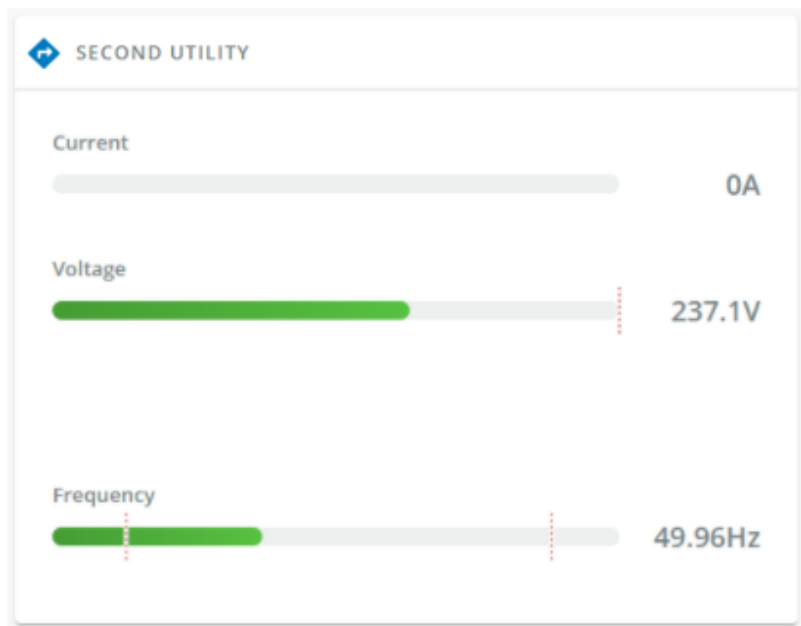 SECOND UTILITY
Current
0A
Voltage
237.1V
Frequency
49.96Hz